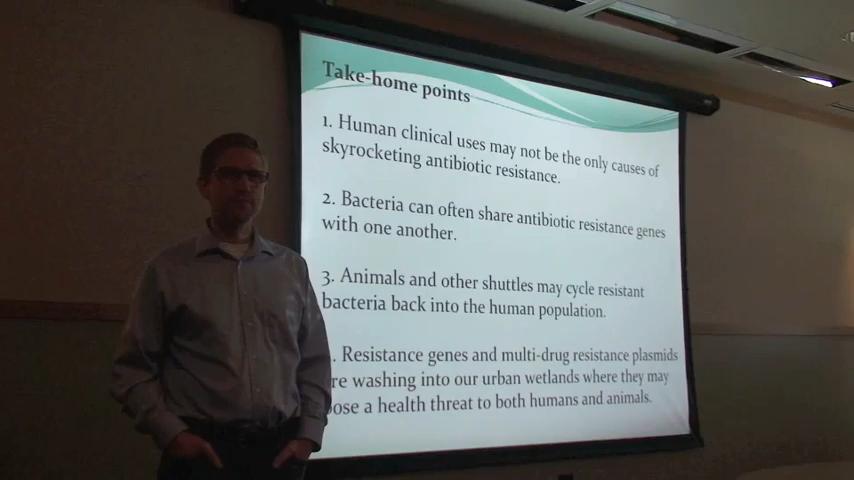 Take-home points
1. Human clinical uses may not be the only causes of
skyrocketing antibiotic resistance.
2. Bacteria can often share antibiotic resistance genes
with one another.
3. Animals and other shuttles may cycle resistant
bacteria back into the human population.
. Resistance genes and multi-drug resistance plasmids
re washing into our urban wetlands where they may
ose a health threat to both humans and animals.